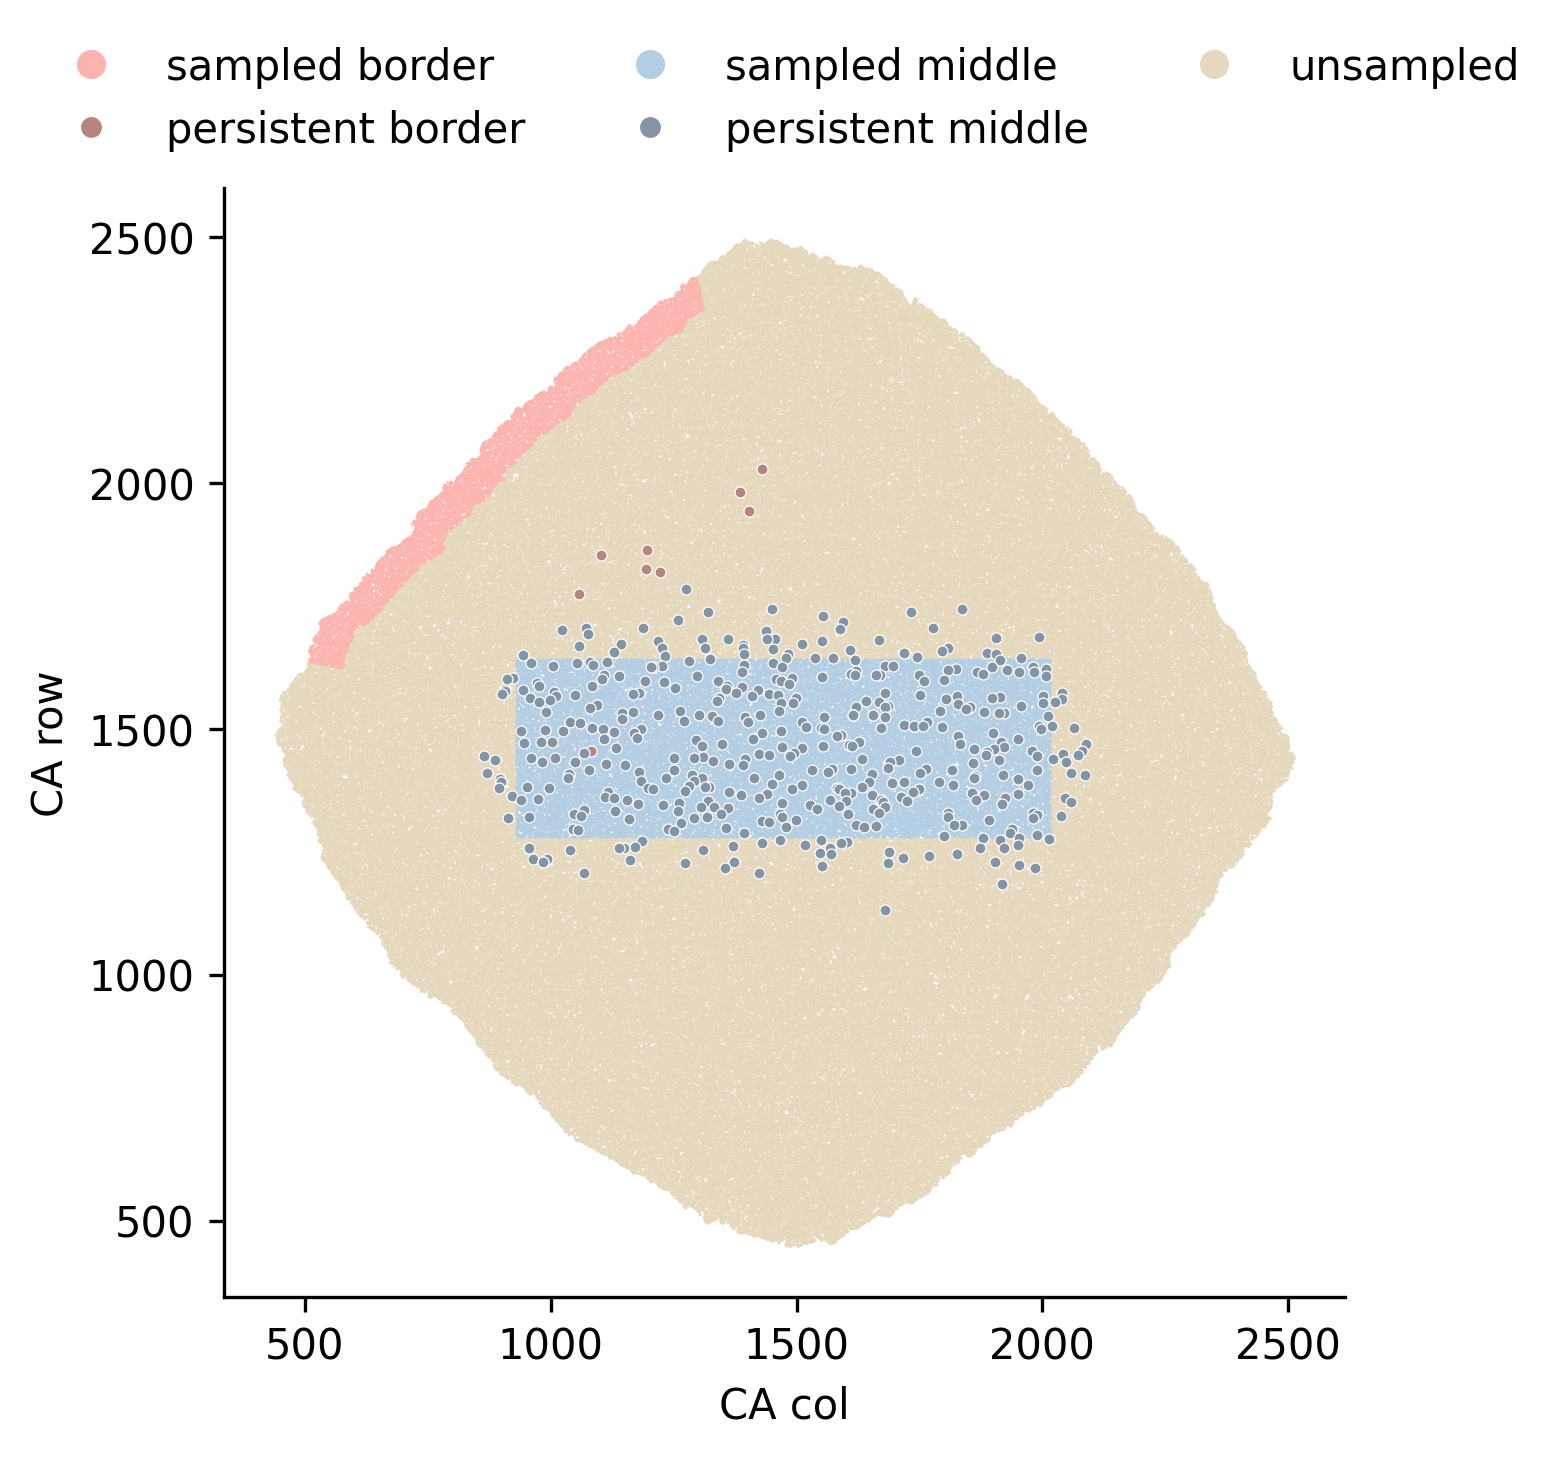 sampled border
sampled middle
unsampled
persistent border
persistent middle
2500
2000
1500
1000
500
CA row
500
1000
1500
2000
2500
CA col